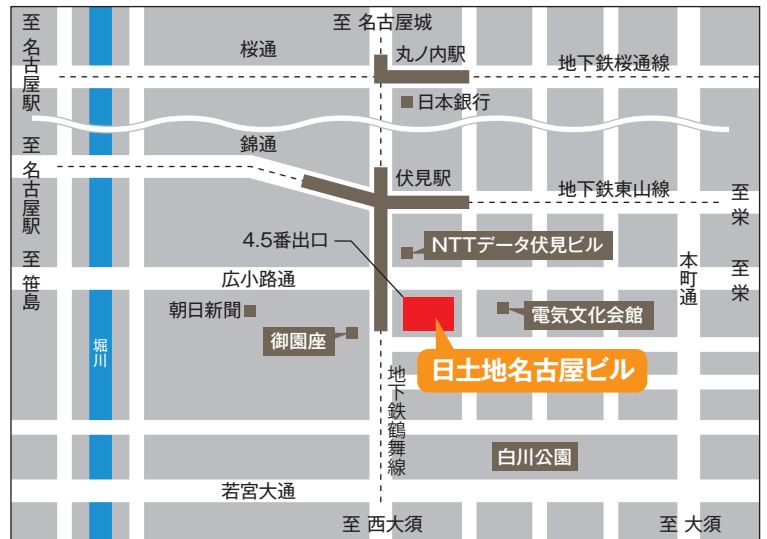 至 名古屋城
至 名古屋駅
桜通
丸ノ内駅
地下鉄桜通線
日本銀行
至 名古屋駅
錦通
伏見駅
地下鉄東山線
至 栄
4.5番出口
NTTデータ伏見ビル
至 笹島
広小路通
本町通
至 栄
朝日新聞
御園座
電気文化会館
堀川
日土地名古屋ビル
地下鉄鶴舞線
白川公園
若宮大通
至 西大須
至 大須